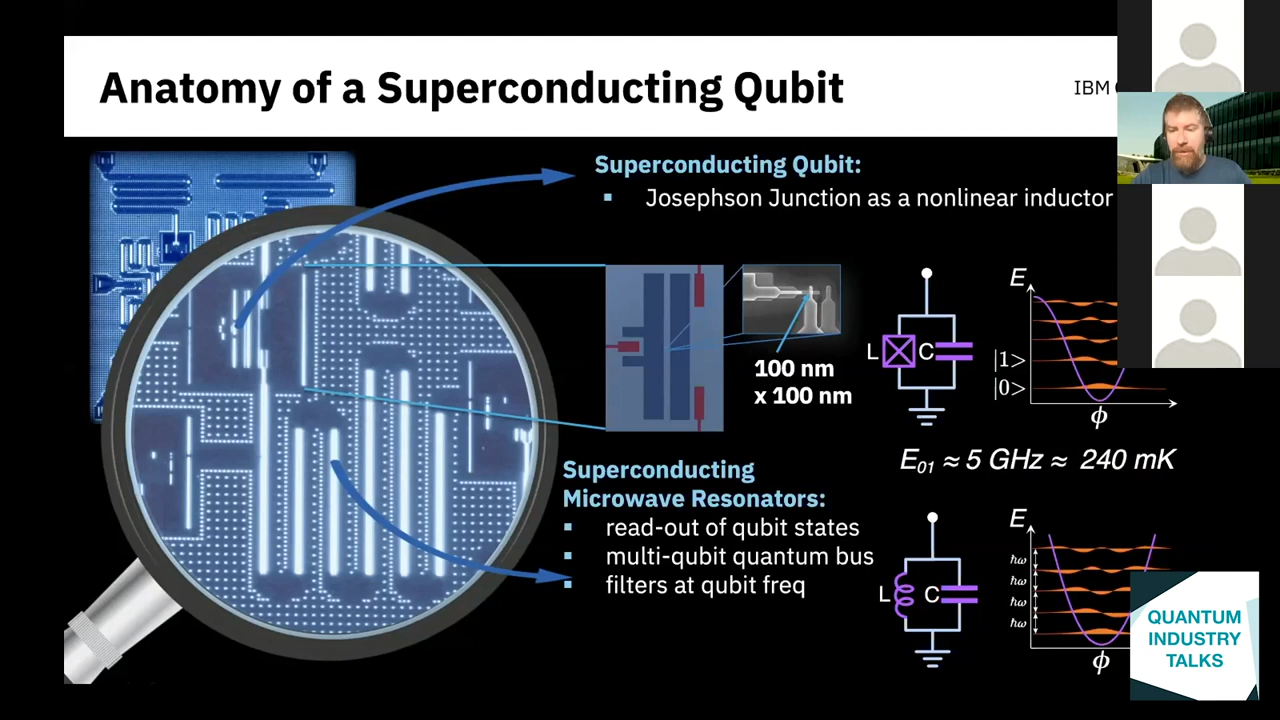 Anatomy of a Superconducting Qubit
IBM
Superconducting Qubit:
▪ Josephson Junction as a nonlinear inductor
100 nm
x 100 nm
L
C
E
|1>
|0>
ϕ
E₀₁ ≈ 5 GHz ≈ 240 mK
Superconducting
Microwave Resonators:
▪ read-out of qubit states
▪ multi-qubit quantum bus
▪ filters at qubit freq
L
C
E
ħω
ħω
ħω
ħω
ϕ
QUANTUM
INDUSTRY
TALKS